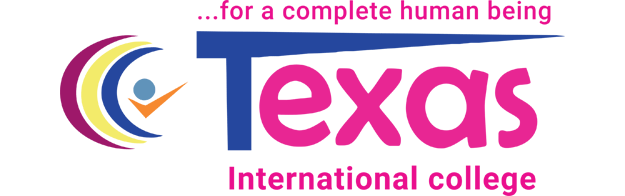 ...for a complete human being
Texas
International college